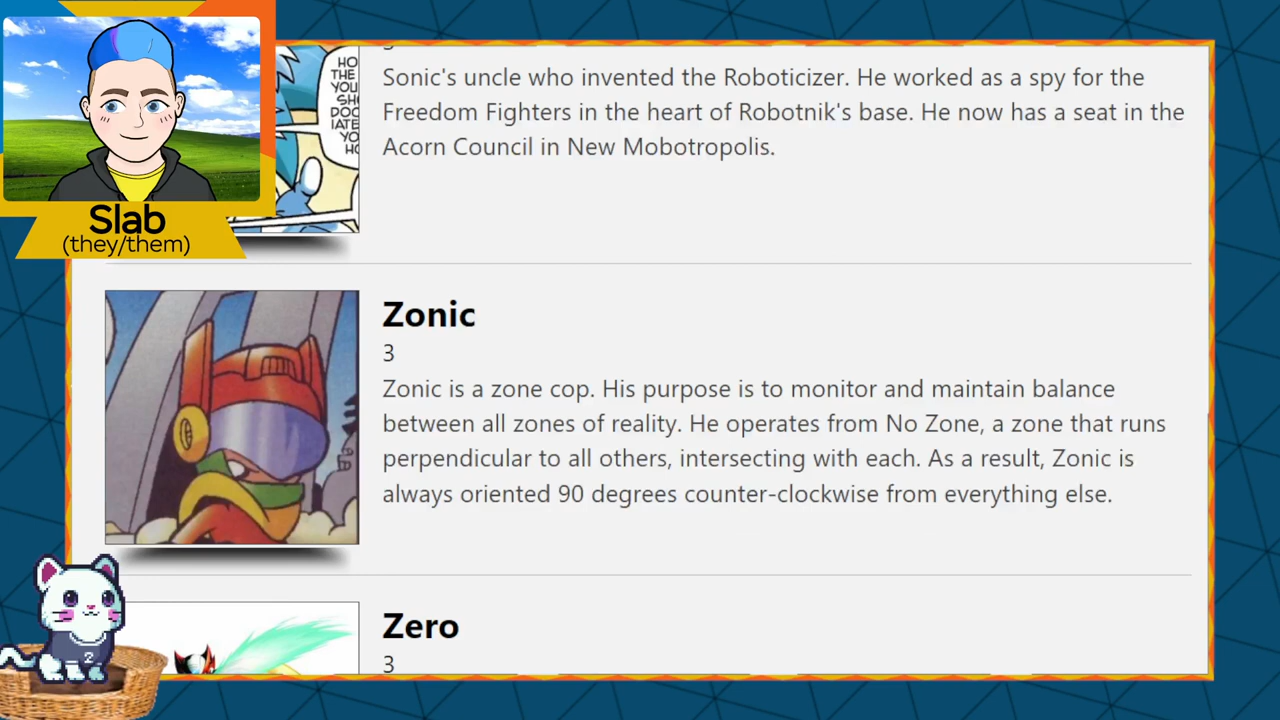 Sonic's uncle who invented the Roboticizer. He worked as a spy for the
Freedom Fighters in the heart of Robotnik's base. He now has a seat in the
Acorn Council in New Mobotropolis.
Slab
(they/them)
Zonic
3
Zonic is a zone cop. His purpose is to monitor and maintain balance
between all zones of reality. He operates from No Zone, a zone that runs
perpendicular to all others, intersecting with each. As a result, Zonic is
always oriented 90 degrees counter-clockwise from everything else.
2
Zero
3